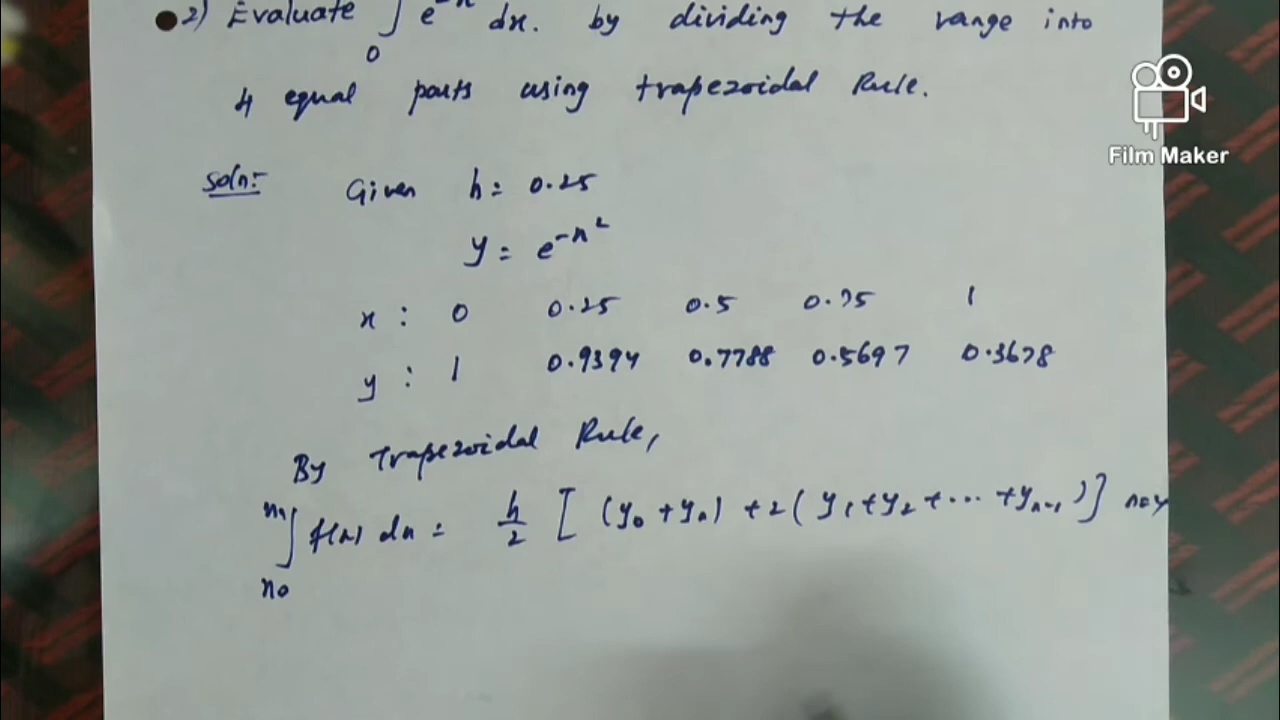 2) Evaluate ∫ e^-x dx. by dividing the range into
0
4 equal parts using trapezoidal Rule.
Soln:- Given h = 0.25
y = e^-x²
x : 0 0.25 0.5 0.75 1
y : 1 0.9394 0.7788 0.5697 0.3678
By Trapezoidal Rule,
xn
∫ f(x) dx = h/2 [ (y0 + yn) + 2 ( y1 + y2 + ... + yn-1 ) ] n=4
x0
Film Maker